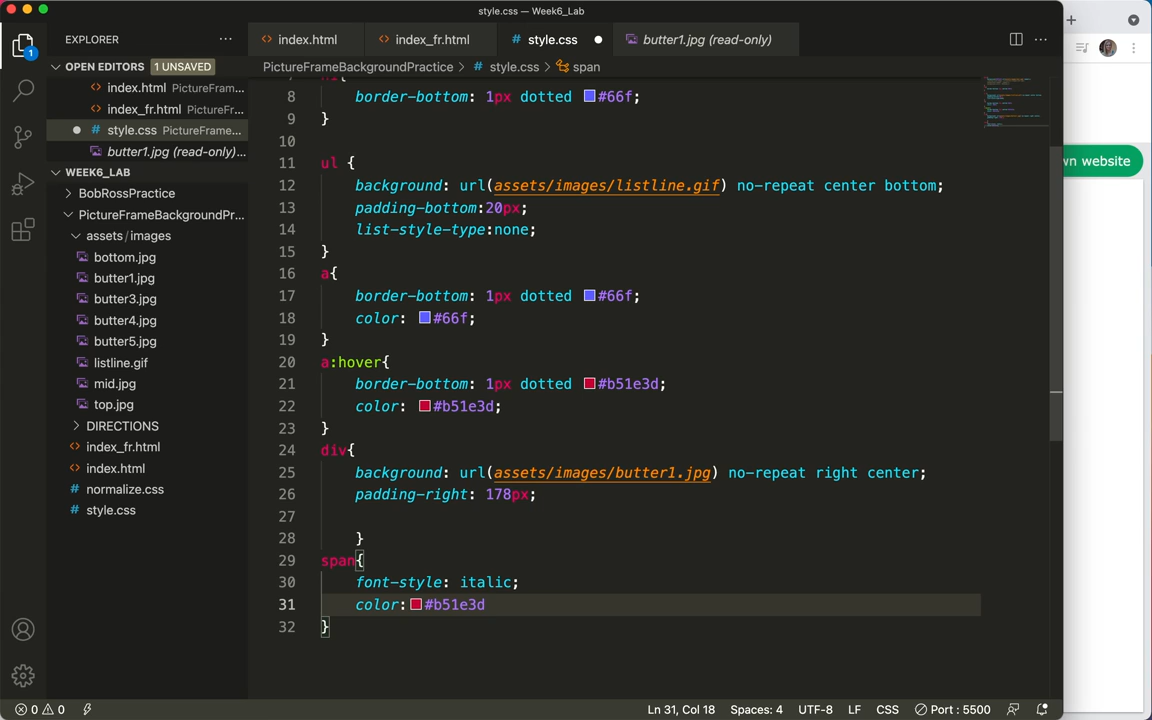 style.css — Week6_Lab
EXPLORER
index.html
index_fr.html
# style.css
butter1.jpg (read-only)
OPEN EDITORS 1 UNSAVED
PictureFrameBackgroundPractice > # style.css > span
index.html PictureFram...
index_fr.html PictureFr...
# style.css PictureFrame...
butter1.jpg (read-only)...
WEEK6_LAB
BobRossPractice
PictureFrameBackgroundPr...
assets/images
bottom.jpg
butter1.jpg
butter3.jpg
butter4.jpg
butter5.jpg
listline.gif
mid.jpg
top.jpg
DIRECTIONS
index_fr.html
index.html
# normalize.css
# style.css
8 border-bottom: 1px dotted #66f;
9 }
10
11 ul {
12 background: url(assets/images/listline.gif) no-repeat center bottom;
13 padding-bottom:20px;
14 list-style-type:none;
15 }
16 a{
17 border-bottom: 1px dotted #66f;
18 color: #66f;
19 }
20 a:hover{
21 border-bottom: 1px dotted #b51e3d;
22 color: #b51e3d;
23 }
24 div{
25 background: url(assets/images/butter1.jpg) no-repeat right center;
26 padding-right: 178px;
27
28 }
29 span{
30 font-style: italic;
31 color:#b51e3d
32 }
wn website
1
0 0
Ln 31, Col 18 Spaces: 4 UTF-8 LF CSS Port : 5500